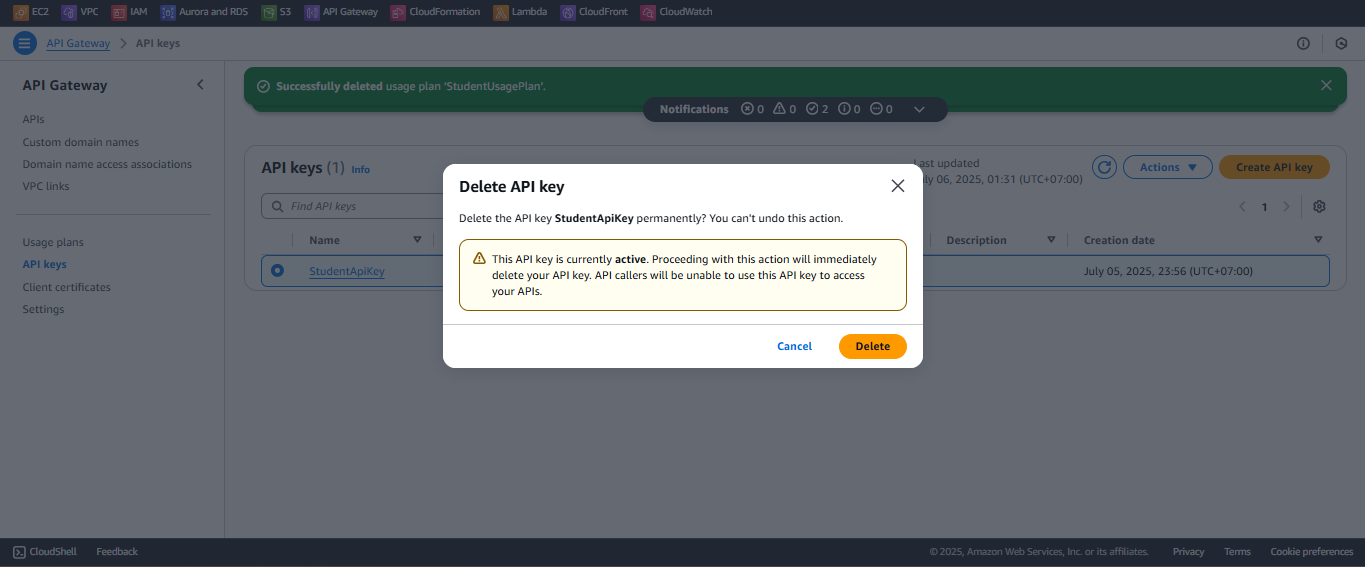 EC2 VPC IAM Aurora and RDS S3 API Gateway CloudFormation Lambda CloudFront CloudWatch
API Gateway > API keys
API Gateway
APIs
Custom domain names
Domain name access associations
VPC links
Usage plans
API keys
Client certificates
Settings
Successfully deleted usage plan 'StudentUsagePlan'.
Notifications 0 0 2 0 0
API keys (1) Info
Last updated
July 06, 2025, 01:31 (UTC+07:00)
Actions
Create API key
Find API keys
1
Name Description Creation date
StudentApiKey July 05, 2025, 23:56 (UTC+07:00)
Delete API key
Delete the API key StudentApiKey permanently? You can't undo this action.
This API key is currently active. Proceeding with this action will immediately
delete your API key. API callers will be unable to use this API key to access
your APIs.
Cancel Delete
CloudShell Feedback © 2025, Amazon Web Services, Inc. or its affiliates. Privacy Terms Cookie preferences